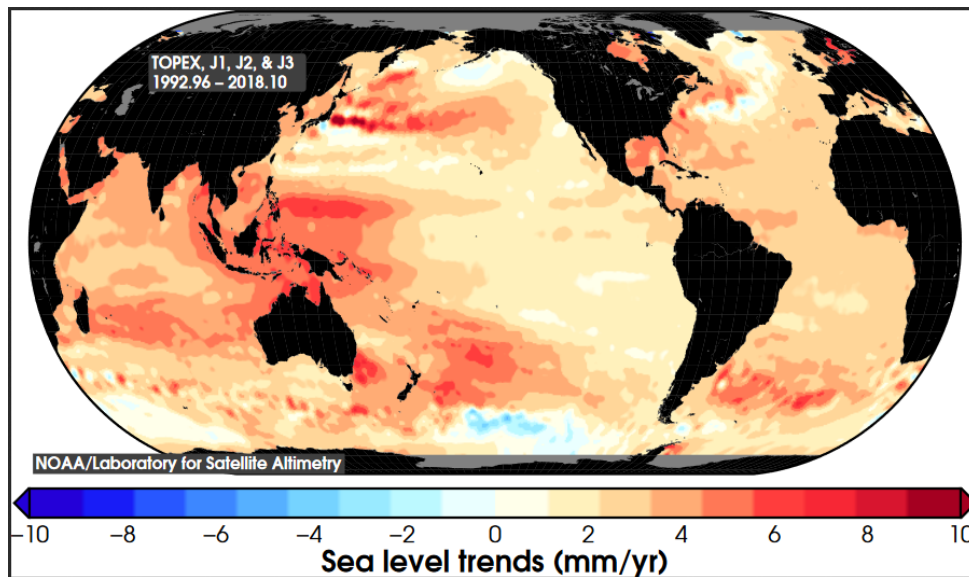 TOPEX, J1, J2, & J3
1992.96 – 2018.10
NOAA/Laboratory for Satellite Altimetry
−10 −8 −6 −4 −2 0 2 4 6 8 10
Sea level trends (mm/yr)